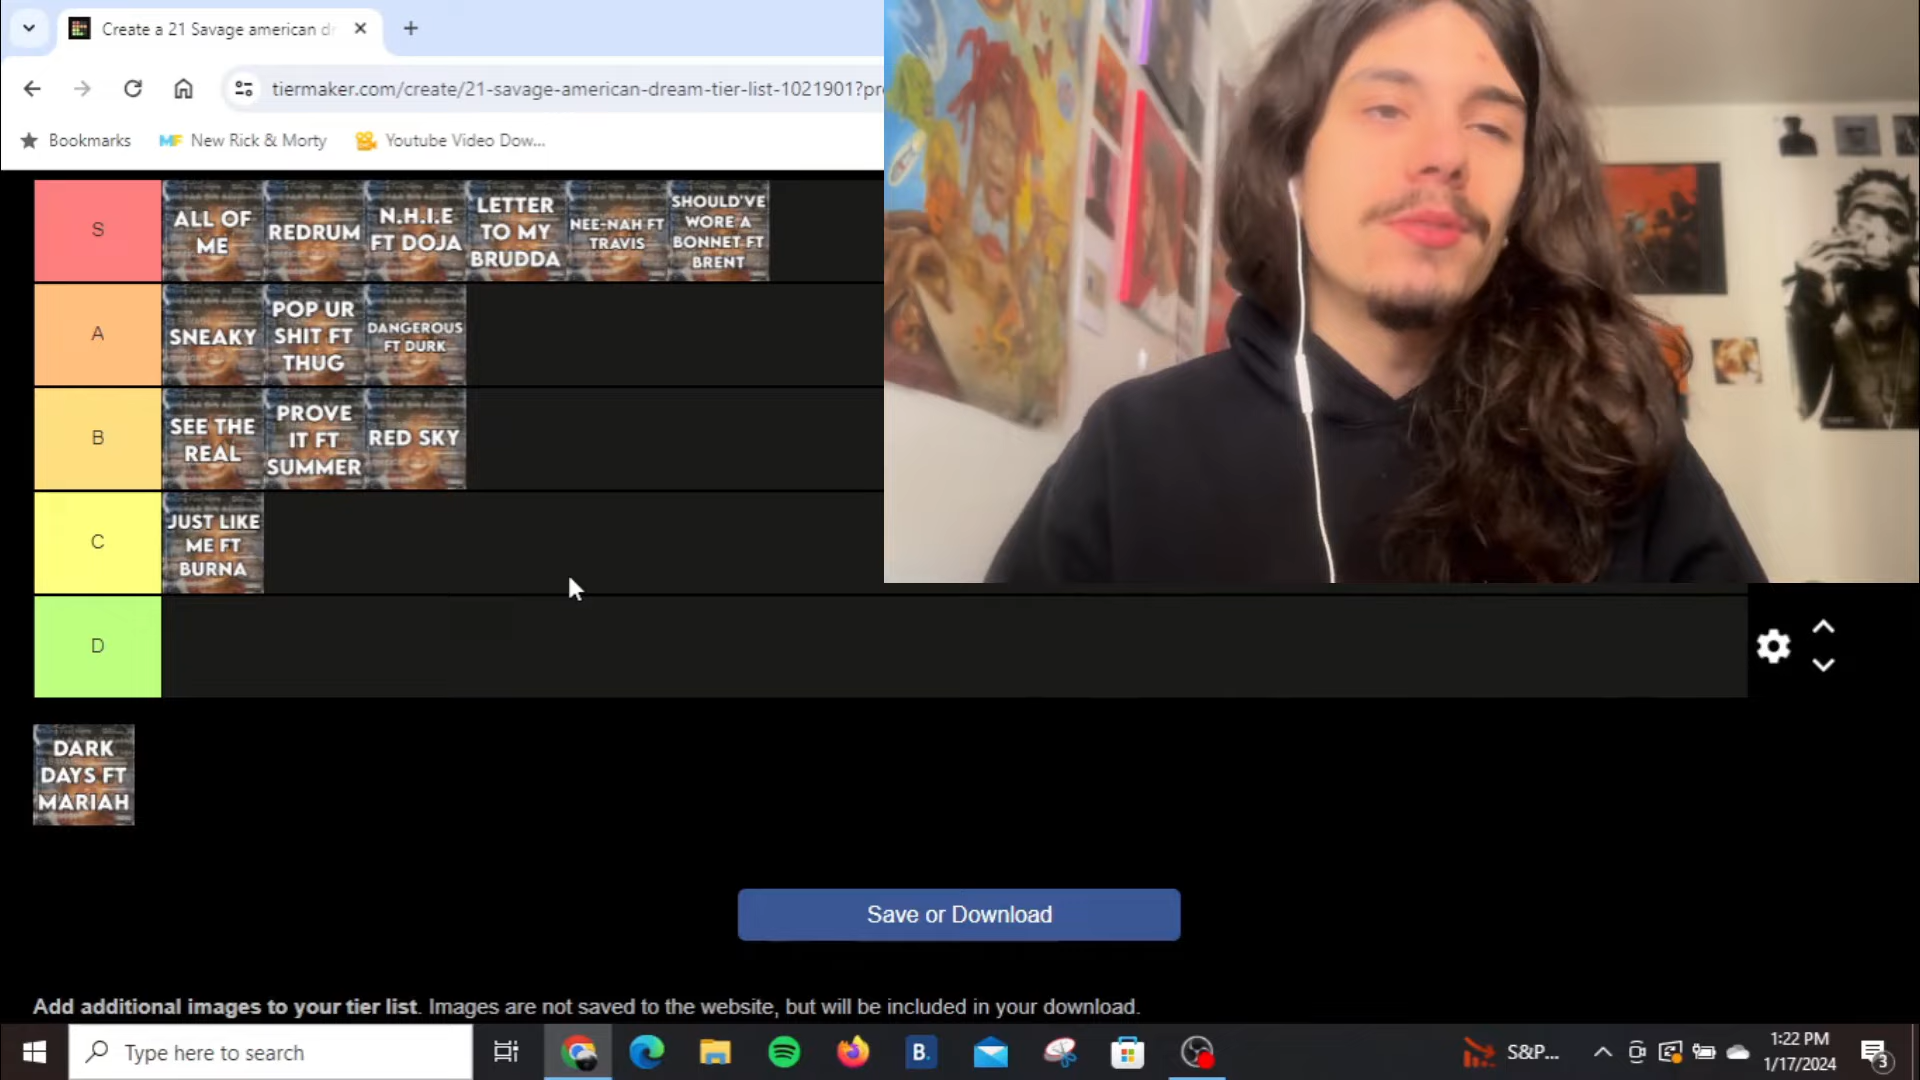 Create a 21 Savage american dr
tiermaker.com/create/21-savage-american-dream-tier-list-1021901?pre
Bookmarks
New Rick & Morty
Youtube Video Dow...
S
ALL OF
ME
REDRUM
N.H.I.E
FT DOJA
LETTER
TO MY
BRUDDA
NEE-NAH FT
TRAVIS
SHOULD'VE
WORE A
BONNET FT
BRENT
A
SNEAKY
POP UR
SHIT FT
THUG
DANGEROUS
FT DURK
B
SEE THE
REAL
PROVE
IT FT
SUMMER
RED SKY
C
JUST LIKE
ME FT
BURNA
D
DARK
DAYS FT
MARIAH
Save or Download
Add additional images to your tier list. Images are not saved to the website, but will be included in your download.
Type here to search
B.
S&P...
1:22 PM
1/17/2024
3